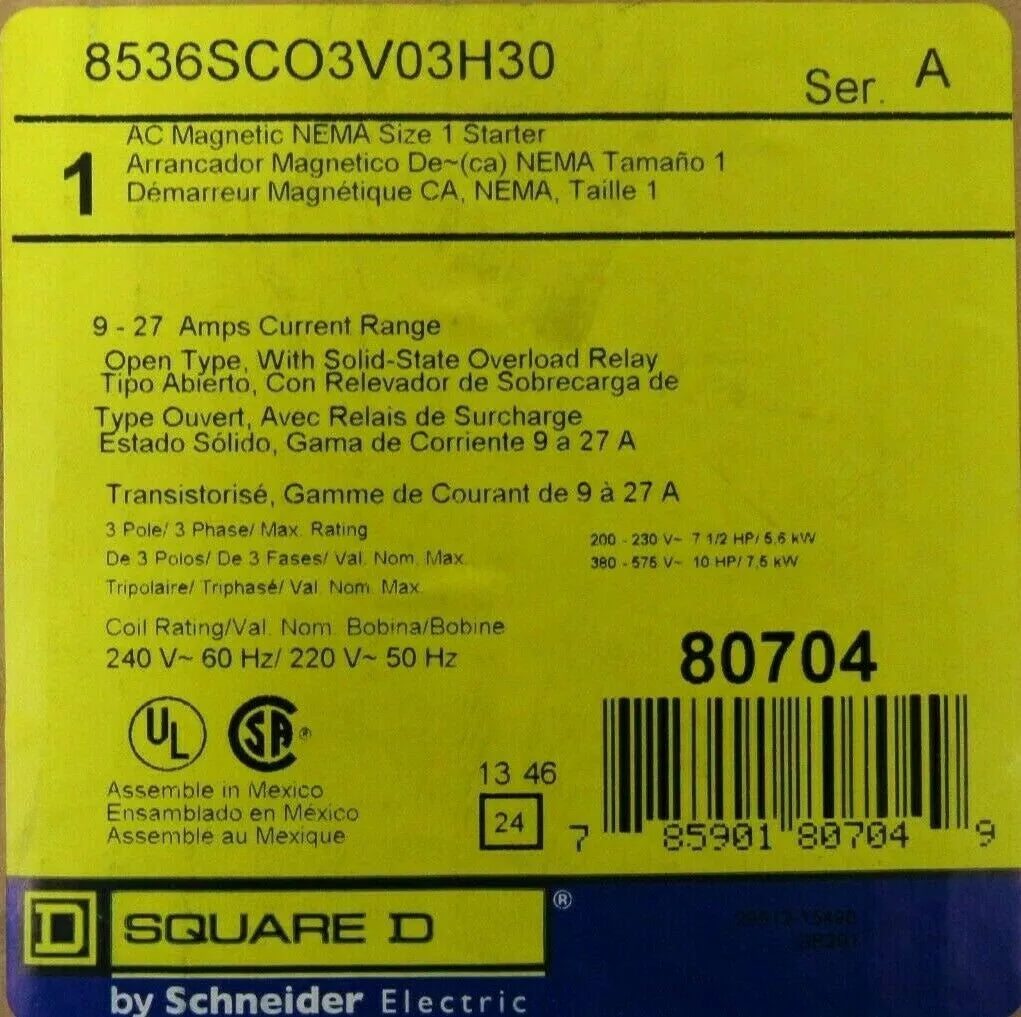 8536SCO3V03H30
Ser. A
1
AC Magnetic NEMA Size 1 Starter
Arrancador Magnetico De~(ca) NEMA Tamaño 1
Démarreur Magnétique CA, NEMA, Taille 1
9 - 27 Amps Current Range
Open Type, With Solid-State Overload Relay
Tipo Abierto, Con Relevador de Sobrecarga de
Type Ouvert, Avec Relais de Surcharge
Estado Sólido, Gama de Corriente 9 a 27 A
Transistorisé, Gamme de Courant de 9 à 27 A
3 Pole/ 3 Phase/ Max. Rating
De 3 Polos/ De 3 Fases/ Val. Nom. Max.
Tripolaire/ Triphasé/ Val. Nom. Max.
200 - 230 V~ 7 1/2 HP/ 5.6 kW
380 - 575 V~ 10 HP/ 7,5 kW
Coil Rating/Val. Nom. Bobina/Bobine
240 V~ 60 Hz/ 220 V~ 50 Hz
80704
UL
SA ®
Assemble in Mexico
Ensamblado en México
Assemble au Mexique
13 46
24
7 85901 80704 9
D SQUARE D ®
by Schneider Electric